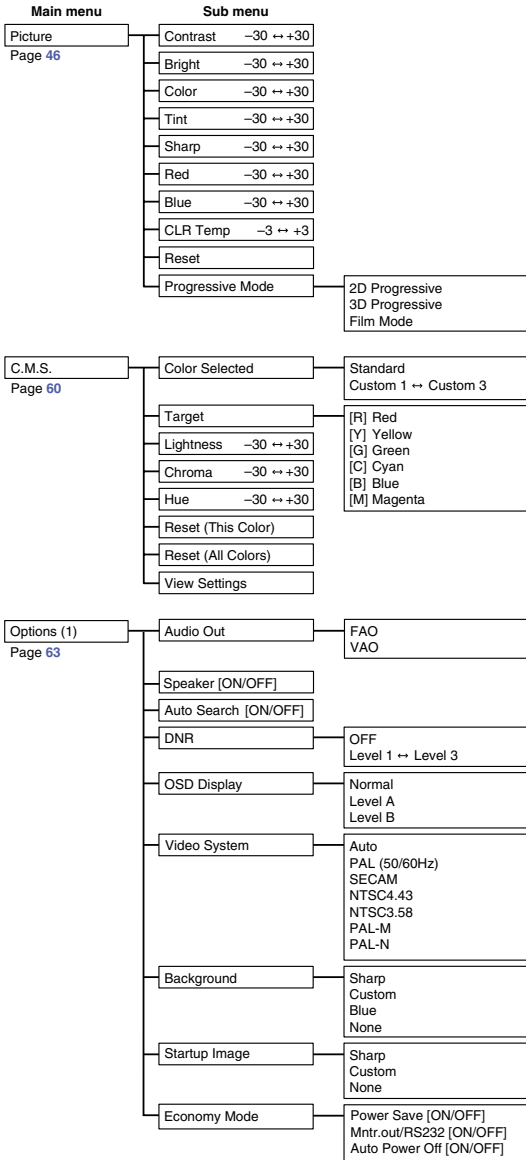 Main menu Sub menu
Picture
Page 46
Contrast –30 ↔ +30
Bright –30 ↔ +30
Color –30 ↔ +30
Tint –30 ↔ +30
Sharp –30 ↔ +30
Red –30 ↔ +30
Blue –30 ↔ +30
CLR Temp –3 ↔ +3
Reset
Progressive Mode
2D Progressive
3D Progressive
Film Mode
C.M.S.
Page 60
Color Selected
Standard
Custom 1 ↔ Custom 3
Target
[R] Red
[Y] Yellow
[G] Green
[C] Cyan
[B] Blue
[M] Magenta
Lightness –30 ↔ +30
Chroma –30 ↔ +30
Hue –30 ↔ +30
Reset (This Color)
Reset (All Colors)
View Settings
Options (1)
Page 63
Audio Out
FAO
VAO
Speaker [ON/OFF]
Auto Search [ON/OFF]
DNR
OFF
Level 1 ↔ Level 3
OSD Display
Normal
Level A
Level B
Video System
Auto
PAL (50/60Hz)
SECAM
NTSC4.43
NTSC3.58
PAL-M
PAL-N
Background
Sharp
Custom
Blue
None
Startup Image
Sharp
Custom
None
Economy Mode
Power Save [ON/OFF]
Mntr.out/RS232 [ON/OFF]
Auto Power Off [ON/OFF]